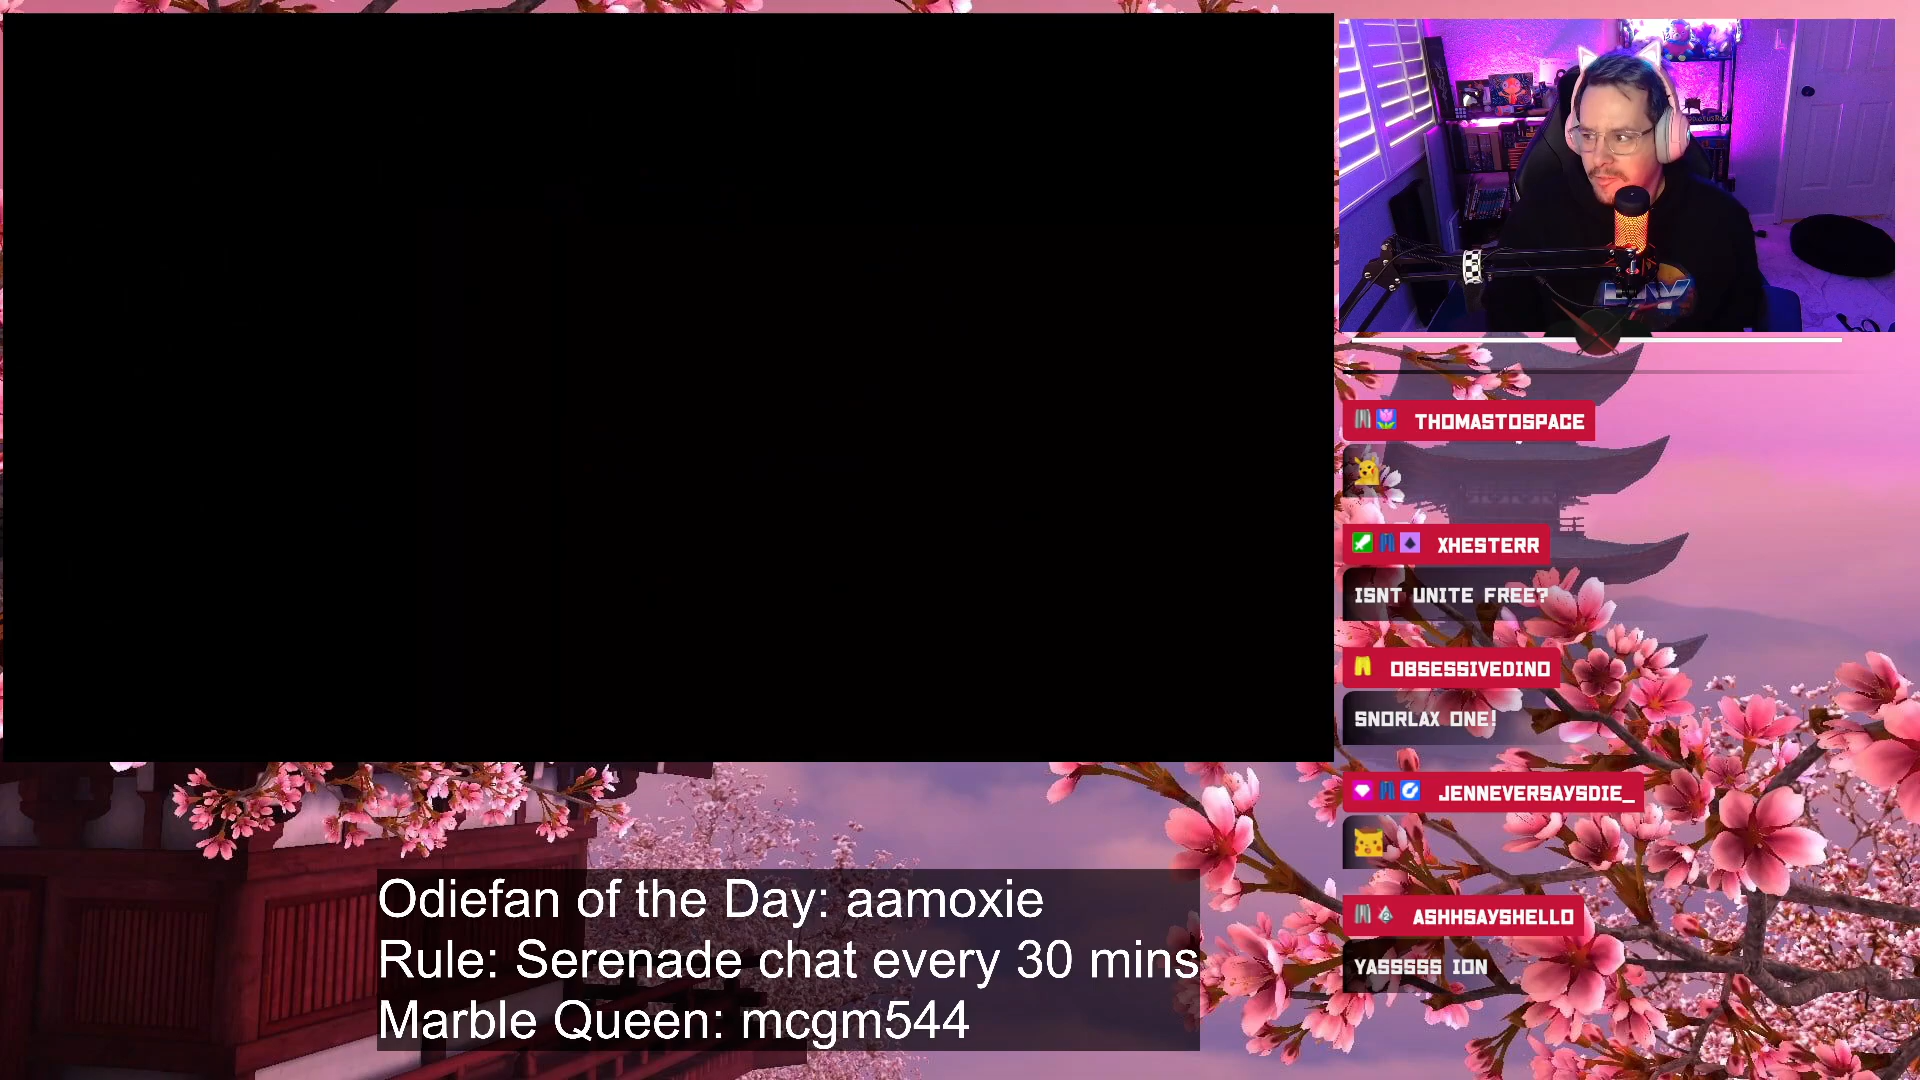 THOMASTOSPACE
XHESTERR
ISNT UNITE FREE?
OBSESSIVEDINO
SNORLAX ONE!
JENNEVERSAYSDIE_
ASHHSAYSHELLO
YASSSSS ION
Odiefan of the Day: aamoxie
Rule: Serenade chat every 30 mins
Marble Queen: mcgm544